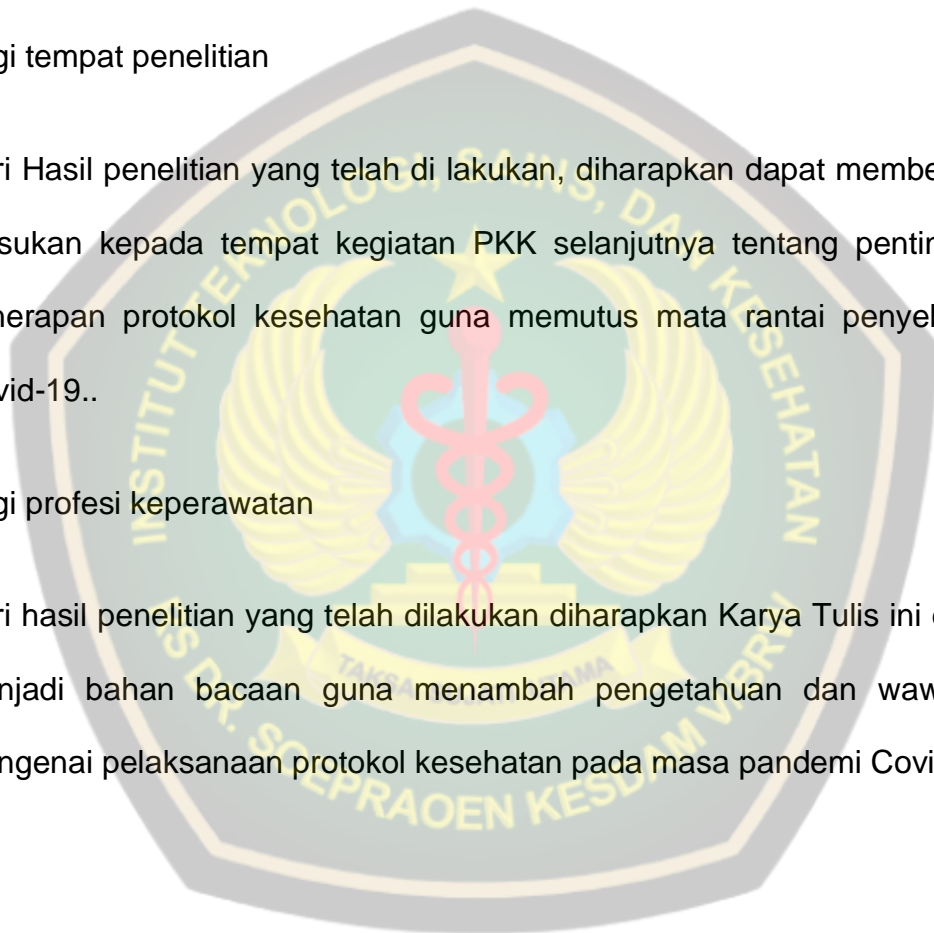 gi tempat penelitian
ri Hasil penelitian yang telah di lakukan, diharapkan dapat membe
sukan kepada tempat kegiatan PKK selanjutnya tentang pentin
nerapan protokol kesehatan guna memutus mata rantai penye
vid-19..
gi profesi keperawatan
ri hasil penelitian yang telah dilakukan diharapkan Karya Tulis ini
njadi bahan bacaan guna menambah pengetahuan dan waw
ngenai pelaksanaan protokol kesehatan pada masa pandemi Covi
INSTITUT TEKNOLOGI, SAINS, DAN KESEHATAN
RS DR. SOEPRAOEN KESDAM V/BRW